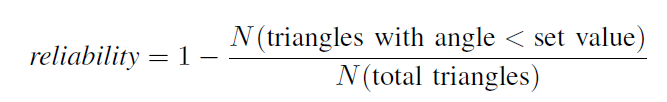 reliability = 1 − N(triangles with angle < set value) / N(total triangles)